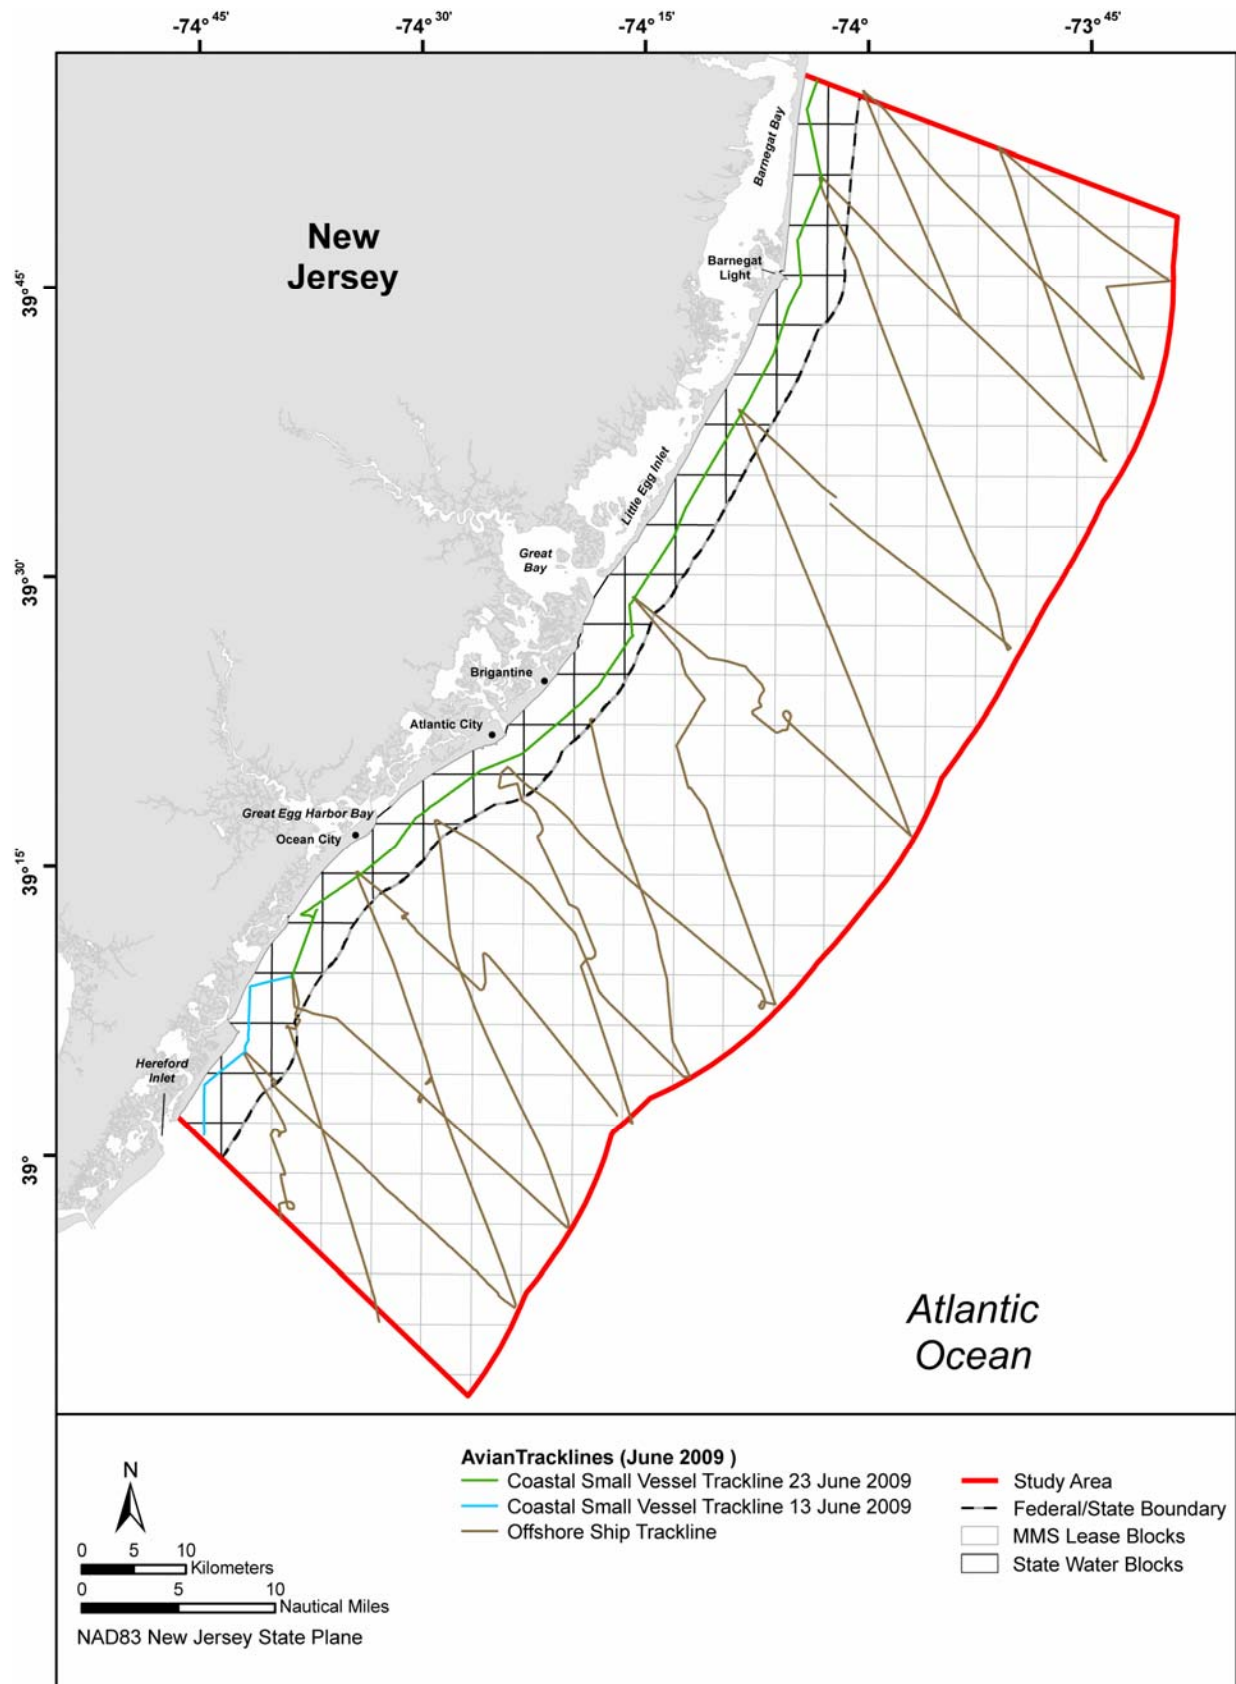 -74° 45'
-74° 30'
-74° 15'
-74° 0'
-73° 45'
39° 45'
39° 30'
39° 15'
39° 0'
New
Jersey
Barnegat Bay
Barnegat
Light
Little Egg Inlet
Great
Bay
Brigantine
Atlantic City
Great Egg Harbor Bay
Ocean City
Hereford
Inlet
Atlantic
Ocean
N
0 5 10
Kilometers
0 5 10
Nautical Miles
NAD83 New Jersey State Plane
AvianTracklines (June 2009 )
Coastal Small Vessel Trackline 23 June 2009
Coastal Small Vessel Trackline 13 June 2009
Offshore Ship Trackline
Study Area
Federal/State Boundary
MMS Lease Blocks
State Water Blocks